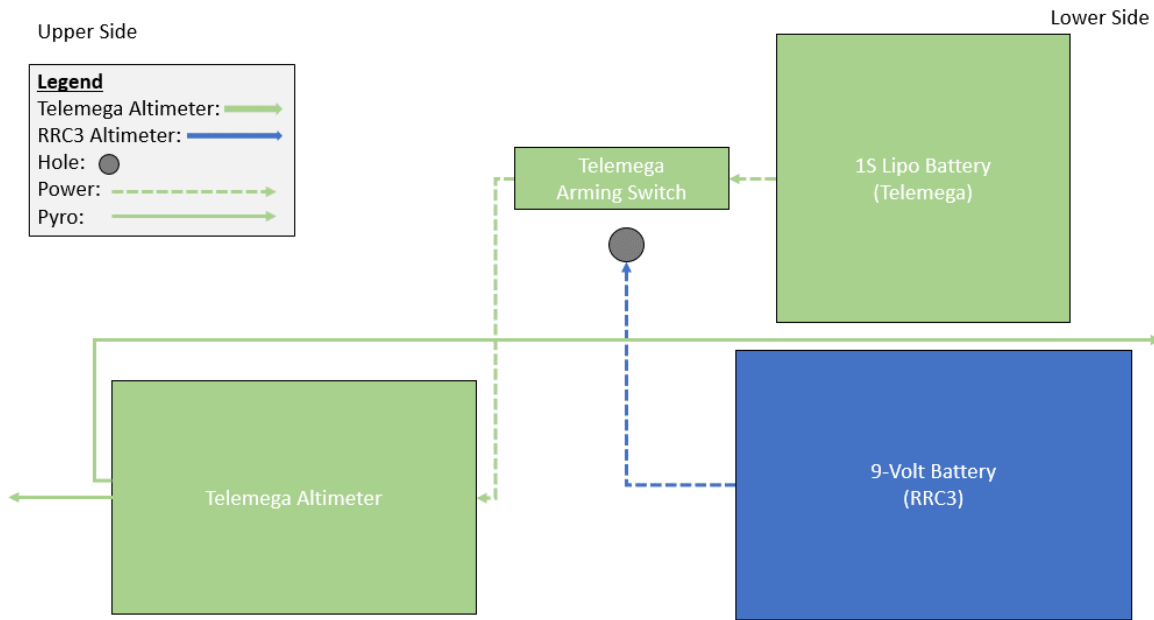 Upper Side
Lower Side
Legend
Telemega Altimeter:
RRC3 Altimeter:
Hole:
Power:
Pyro:
Telemega
Arming Switch
1S Lipo Battery
(Telemega)
Telemega Altimeter
9-Volt Battery
(RRC3)